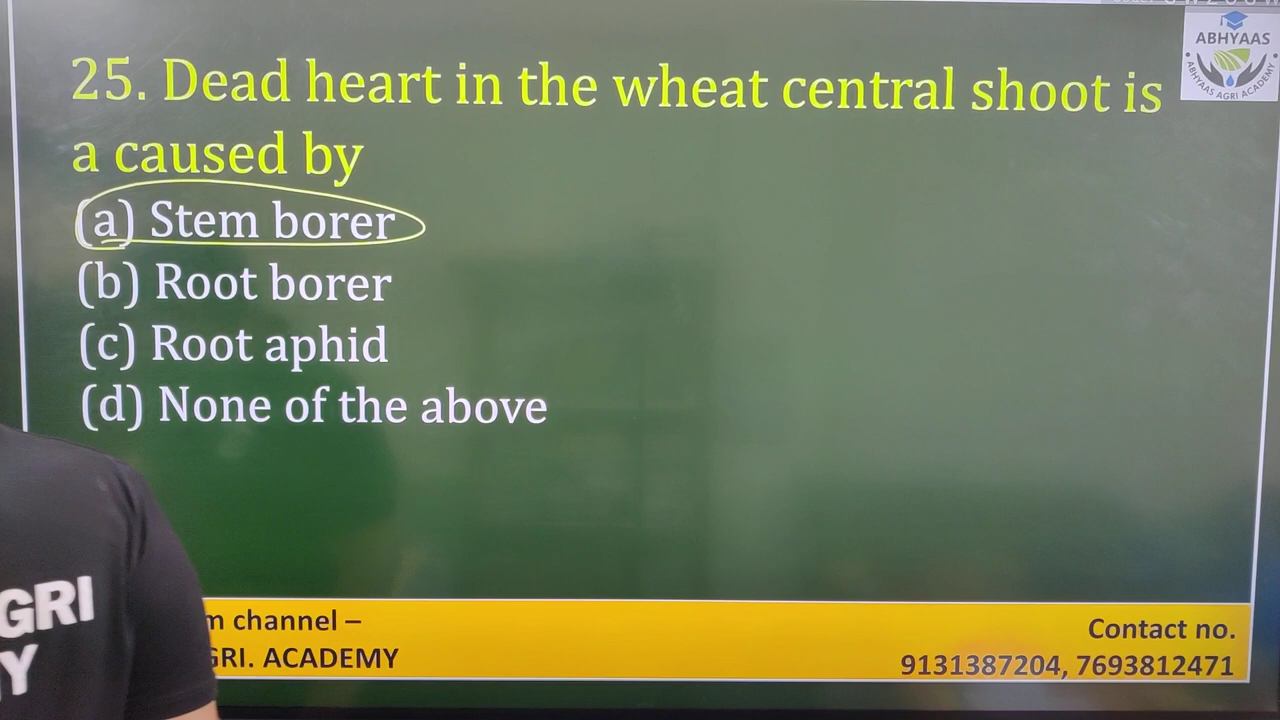 ABHYAAS
ABHYAAS AGRI ACADEMY
25. Dead heart in the wheat central shoot is
a caused by
(a) Stem borer
(b) Root borer
(c) Root aphid
(d) None of the above
GRI
Y
m channel –
GRI. ACADEMY
Contact no.
9131387204, 7693812471